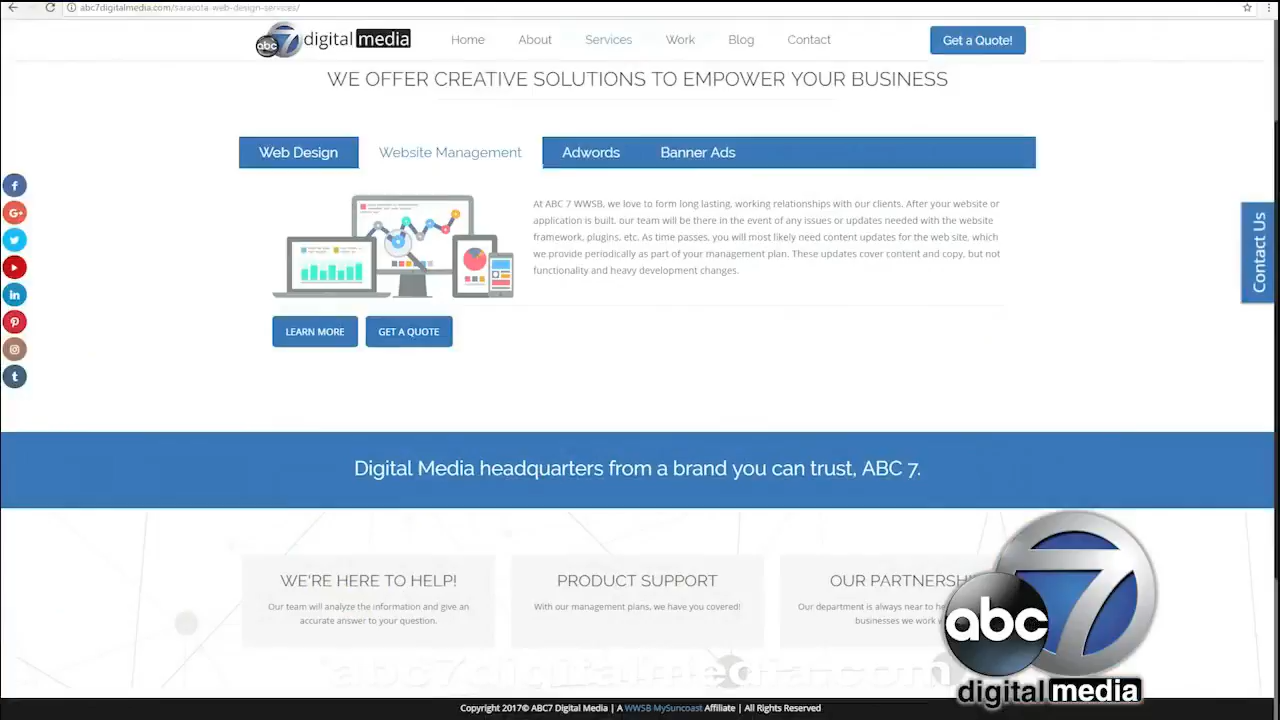 abc7digitalmedia.com/sarasota-web-design-services/
abc 7 digital media
Home About Services Work Blog Contact
Get a Quote!
WE OFFER CREATIVE SOLUTIONS TO EMPOWER YOUR BUSINESS
Web Design Website Management Adwords Banner Ads
At ABC 7 WWSB, we love to form long lasting, working relationships with our clients. After your website or
application is built, our team will be there in the event of any issues or updates needed with the website
framework, plugins, etc. As time passes, you will most likely need content updates for the web site, which
we provide periodically as part of your management plan. These updates cover content and copy, but not
functionality and heavy development changes.
LEARN MORE GET A QUOTE
Contact Us
Digital Media headquarters from a brand you can trust, ABC 7.
WE'RE HERE TO HELP!
Our team will analyze the information and give an
accurate answer to your question.
PRODUCT SUPPORT
With our management plans, we have you covered!
OUR
Our department is always near to
businesses we work
abc 7
digital media
abc7digitalmedia.com
Copyright 2017© ABC7 Digital Media | A WWSB MySuncoast Affiliate | All Rights Reserved